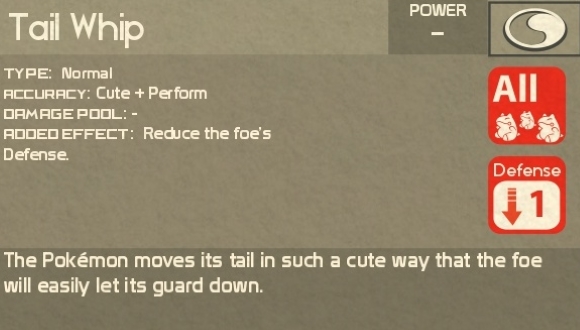 Tail Whip
POWER
–
TYPE: Normal
ACCURACY: Cute + Perform
DAMAGE POOL: -
ADDED EFFECT: Reduce the foe's
Defense.
All
Defense
1
The Pokémon moves its tail in such a cute way that the foe
will easily let its guard down.